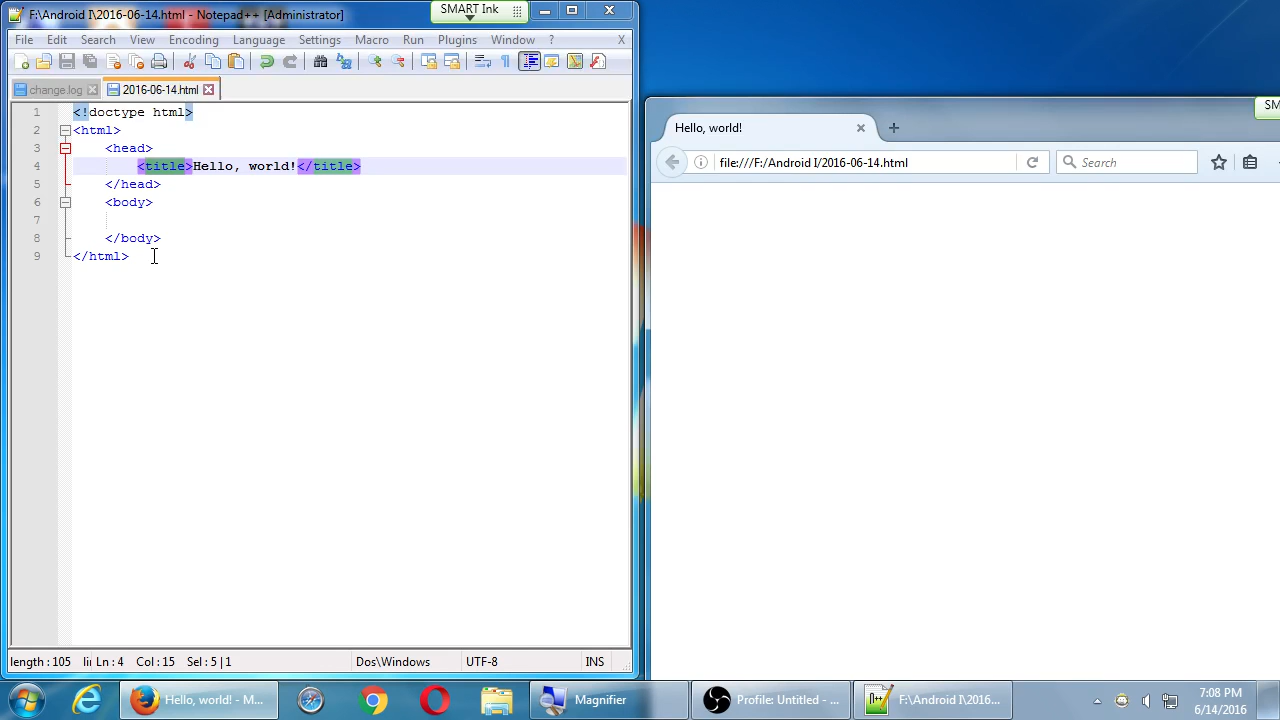 F:\Android I\2016-06-14.html - Notepad++ [Administrator]
SMART Ink
File Edit Search View Encoding Language Settings Macro Run Plugins Window ? X
change.log
2016-06-14.html
1 <!doctype html>
2 <html>
3 <head>
4 <title>Hello, world!</title>
5 </head>
6 <body>
7
8 </body>
9 </html>
length : 105 li Ln : 4 Col : 15 Sel : 5 | 1 Dos\Windows UTF-8 INS
SM
Hello, world!
file:///F:/Android I/2016-06-14.html
Search
Hello, world! - M...
Magnifier
Profile: Untitled - ...
F:\Android I\2016...
7:08 PM
6/14/2016